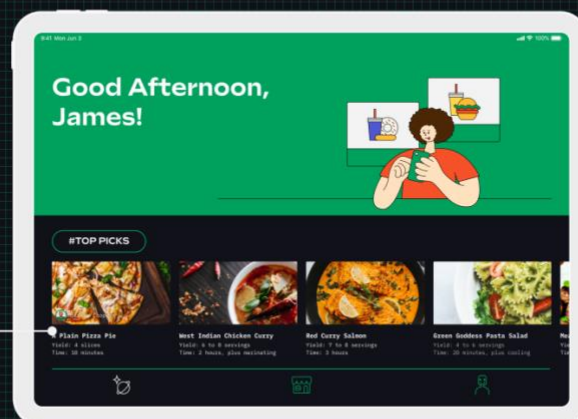 9:41 Mon Jun 3
100%
Good Afternoon,
James!
#TOP PICKS
Plain Pizza Pie
Yield: 4 slices
Time: 10 minutes
West Indian Chicken Curry
Yield: 6 to 8 servings
Time: 2 hours, plus marinating
Red Curry Salmon
Yield: 7 to 8 servings
Time: 3 hours
Green Goddess Pasta Salad
Yield: 4 to 6 servings
Time: 20 minutes, plus cooling